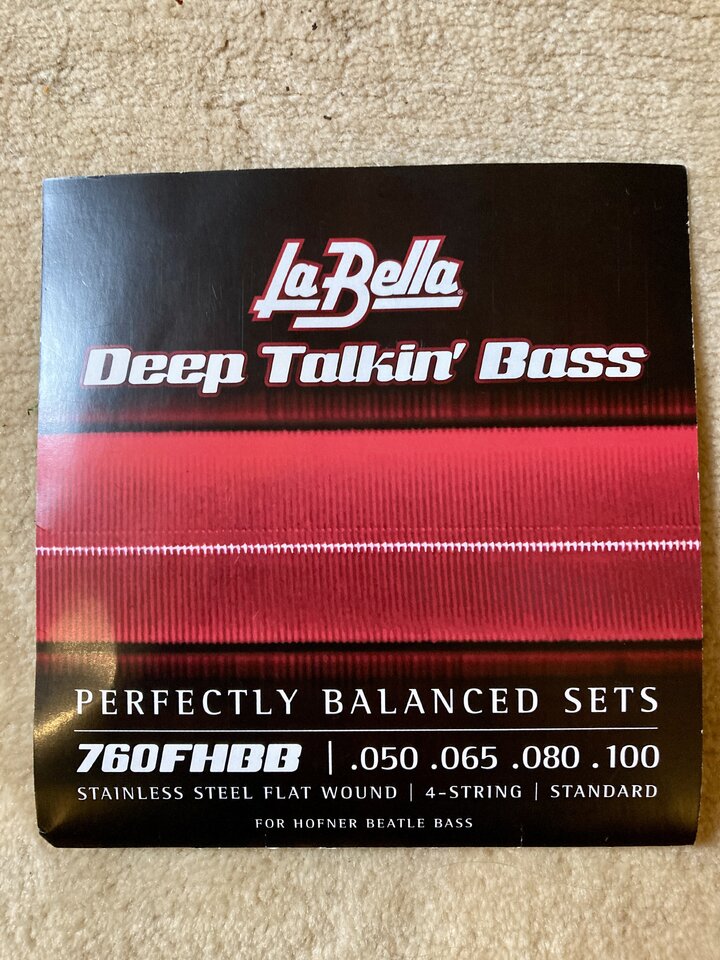 La Bella®
Deep Talkin' Bass
PERFECTLY BALANCED SETS
760FHBB | .050 .065 .080 .100
STAINLESS STEEL FLAT WOUND | 4-STRING | STANDARD
FOR HOFNER BEATLE BASS